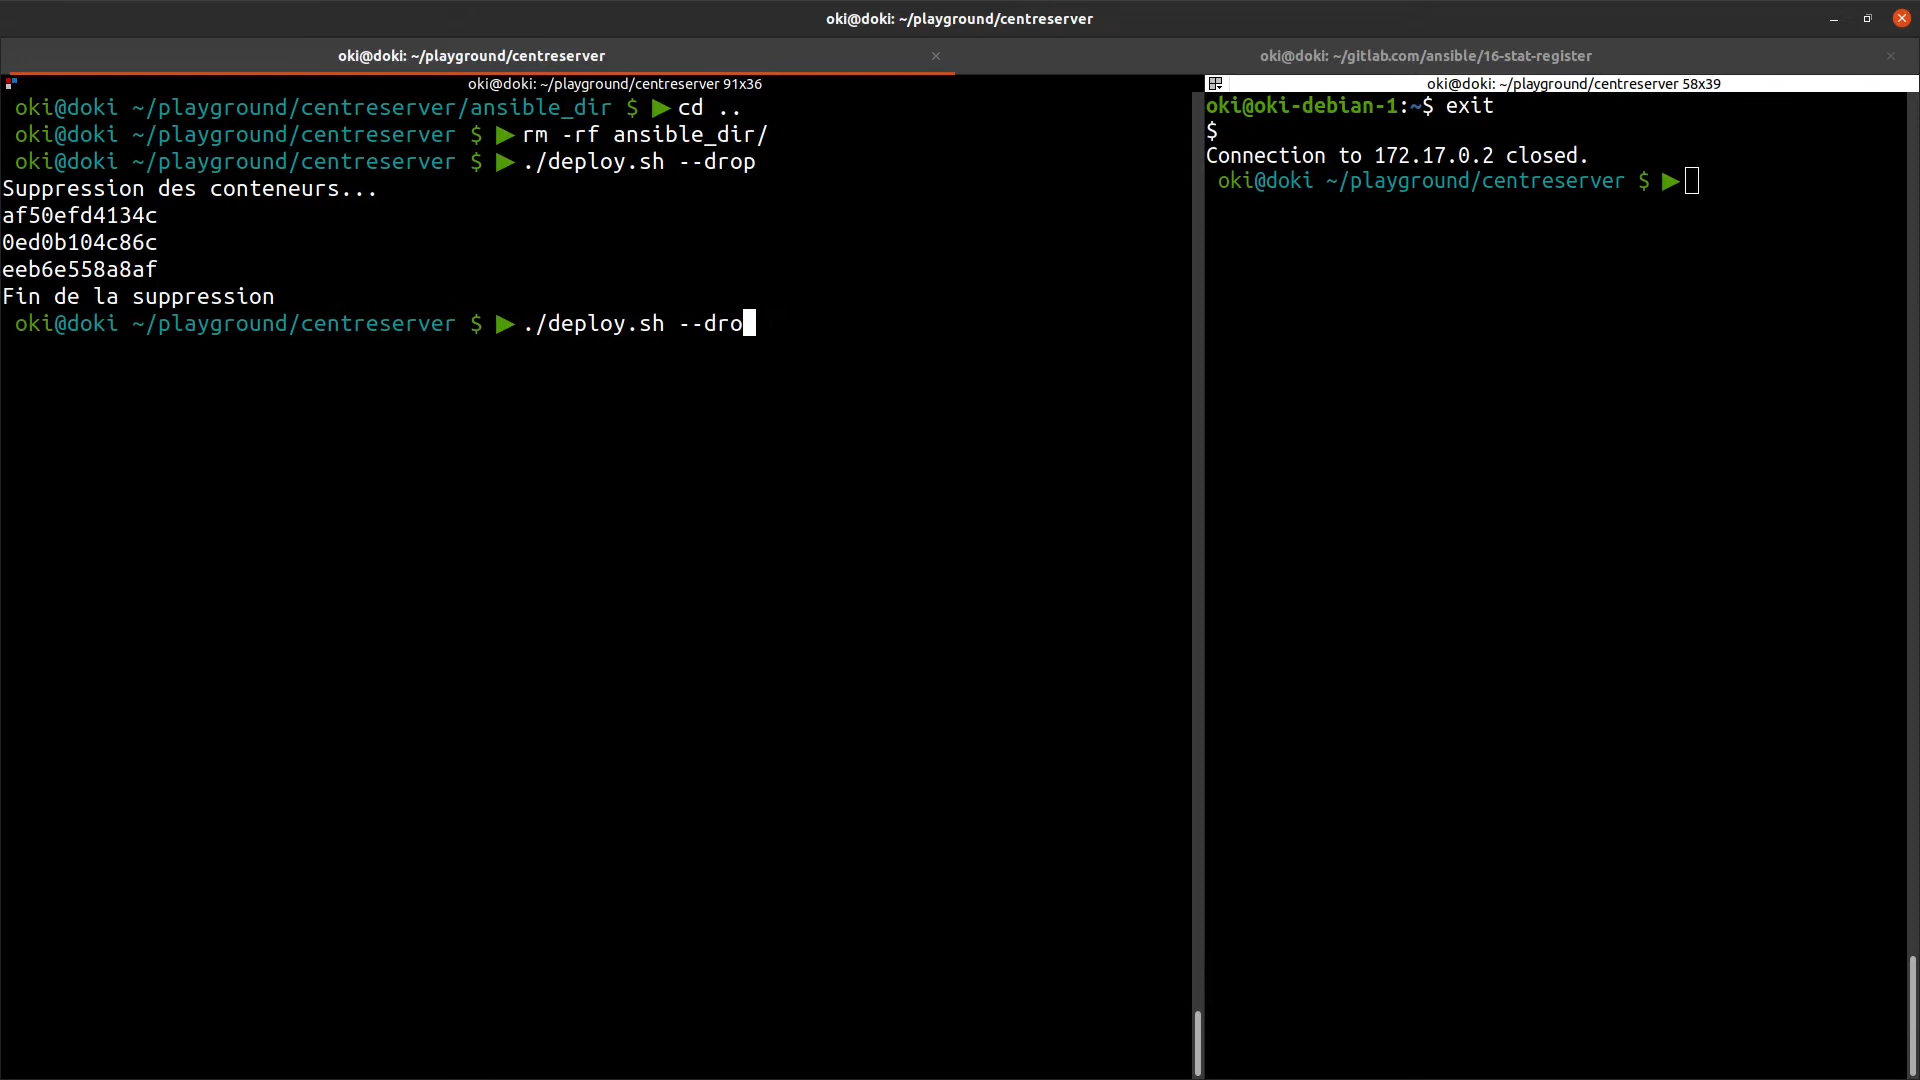 oki@doki: ~/playground/centreserver
oki@doki: ~/playground/centreserver
oki@doki: ~/gitlab.com/ansible/16-stat-register
oki@doki: ~/playground/centreserver 91x36
oki@doki ~/playground/centreserver/ansible_dir $ ▶cd ..
oki@doki ~/playground/centreserver $ ▶rm -rf ansible_dir/
oki@doki ~/playground/centreserver $ ▶./deploy.sh --drop
Suppression des conteneurs...
af50efd4134c
0ed0b104c86c
eeb6e558a8af
Fin de la suppression
oki@doki ~/playground/centreserver $ ▶./deploy.sh --dro
oki@doki: ~/playground/centreserver 58x39
oki@oki-debian-1:~$ exit
$
Connection to 172.17.0.2 closed.
oki@doki ~/playground/centreserver $ ▶